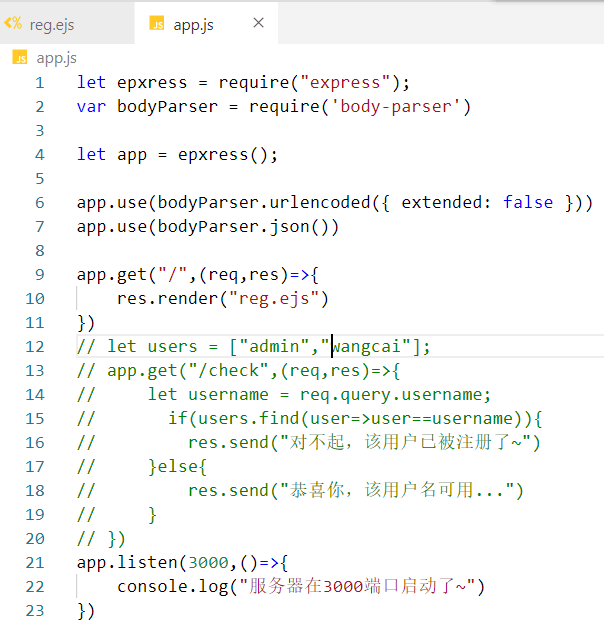 reg.ejs
JS app.js ×
JS app.js
1 let epxress = require("express");
2 var bodyParser = require('body-parser')
3
4 let app = epxress();
5
6 app.use(bodyParser.urlencoded({ extended: false }))
7 app.use(bodyParser.json())
8
9 app.get("/",(req,res)=>{
10     res.render("reg.ejs")
11 })
12 // let users = ["admin","wangcai"];
13 // app.get("/check",(req,res)=>{
14 //     let username = req.query.username;
15 //       if(users.find(user=>user==username)){
16 //         res.send("对不起，该用户已被注册了~")
17 //     }else{
18 //         res.send("恭喜你，该用户名可用...")
19 //     }
20 // })
21 app.listen(3000,()=>{
22     console.log("服务器在3000端口启动了~")
23 })